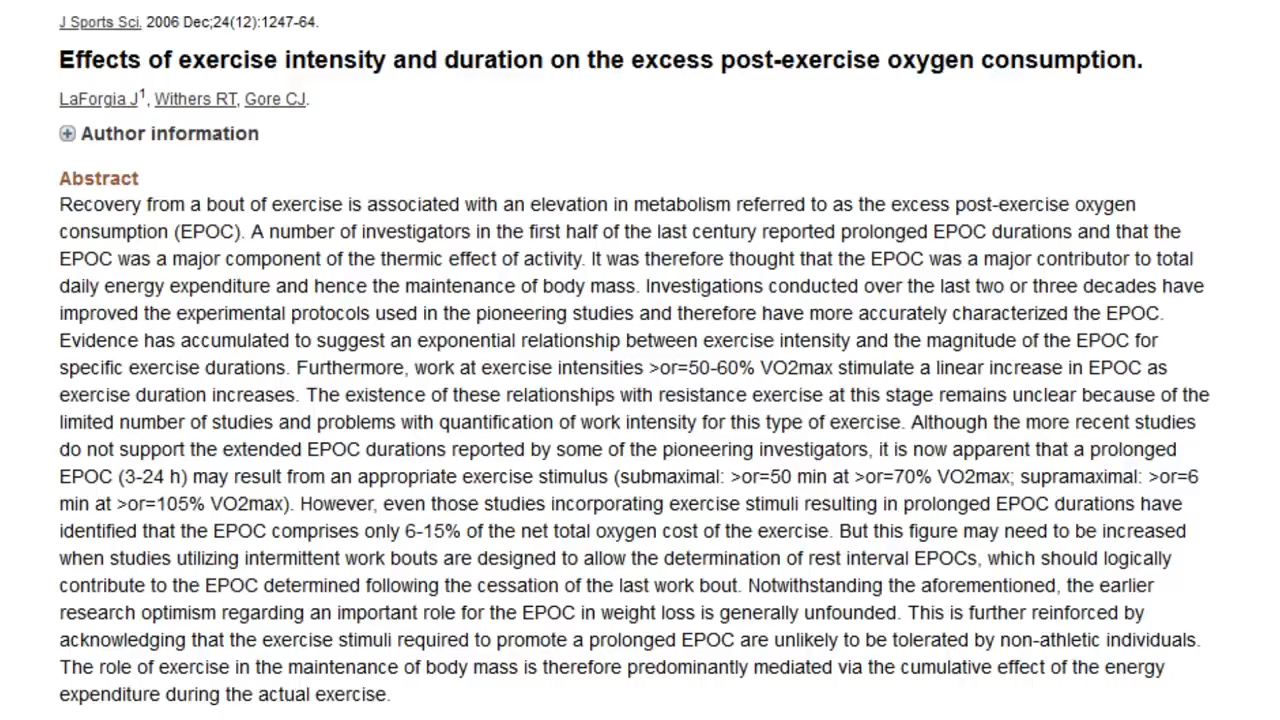 J Sports Sci. 2006 Dec;24(12):1247-64.
Effects of exercise intensity and duration on the excess post-exercise oxygen consumption.
LaForgia J1, Withers RT, Gore CJ.
Author information
Abstract
Recovery from a bout of exercise is associated with an elevation in metabolism referred to as the excess post-exercise oxygen
consumption (EPOC). A number of investigators in the first half of the last century reported prolonged EPOC durations and that the
EPOC was a major component of the thermic effect of activity. It was therefore thought that the EPOC was a major contributor to total
daily energy expenditure and hence the maintenance of body mass. Investigations conducted over the last two or three decades have
improved the experimental protocols used in the pioneering studies and therefore have more accurately characterized the EPOC.
Evidence has accumulated to suggest an exponential relationship between exercise intensity and the magnitude of the EPOC for
specific exercise durations. Furthermore, work at exercise intensities >or=50-60% VO2max stimulate a linear increase in EPOC as
exercise duration increases. The existence of these relationships with resistance exercise at this stage remains unclear because of the
limited number of studies and problems with quantification of work intensity for this type of exercise. Although the more recent studies
do not support the extended EPOC durations reported by some of the pioneering investigators, it is now apparent that a prolonged
EPOC (3-24 h) may result from an appropriate exercise stimulus (submaximal: >or=50 min at >or=70% VO2max; supramaximal: >or=6
min at >or=105% VO2max). However, even those studies incorporating exercise stimuli resulting in prolonged EPOC durations have
identified that the EPOC comprises only 6-15% of the net total oxygen cost of the exercise. But this figure may need to be increased
when studies utilizing intermittent work bouts are designed to allow the determination of rest interval EPOCs, which should logically
contribute to the EPOC determined following the cessation of the last work bout. Notwithstanding the aforementioned, the earlier
research optimism regarding an important role for the EPOC in weight loss is generally unfounded. This is further reinforced by
acknowledging that the exercise stimuli required to promote a prolonged EPOC are unlikely to be tolerated by non-athletic individuals.
The role of exercise in the maintenance of body mass is therefore predominantly mediated via the cumulative effect of the energy
expenditure during the actual exercise.